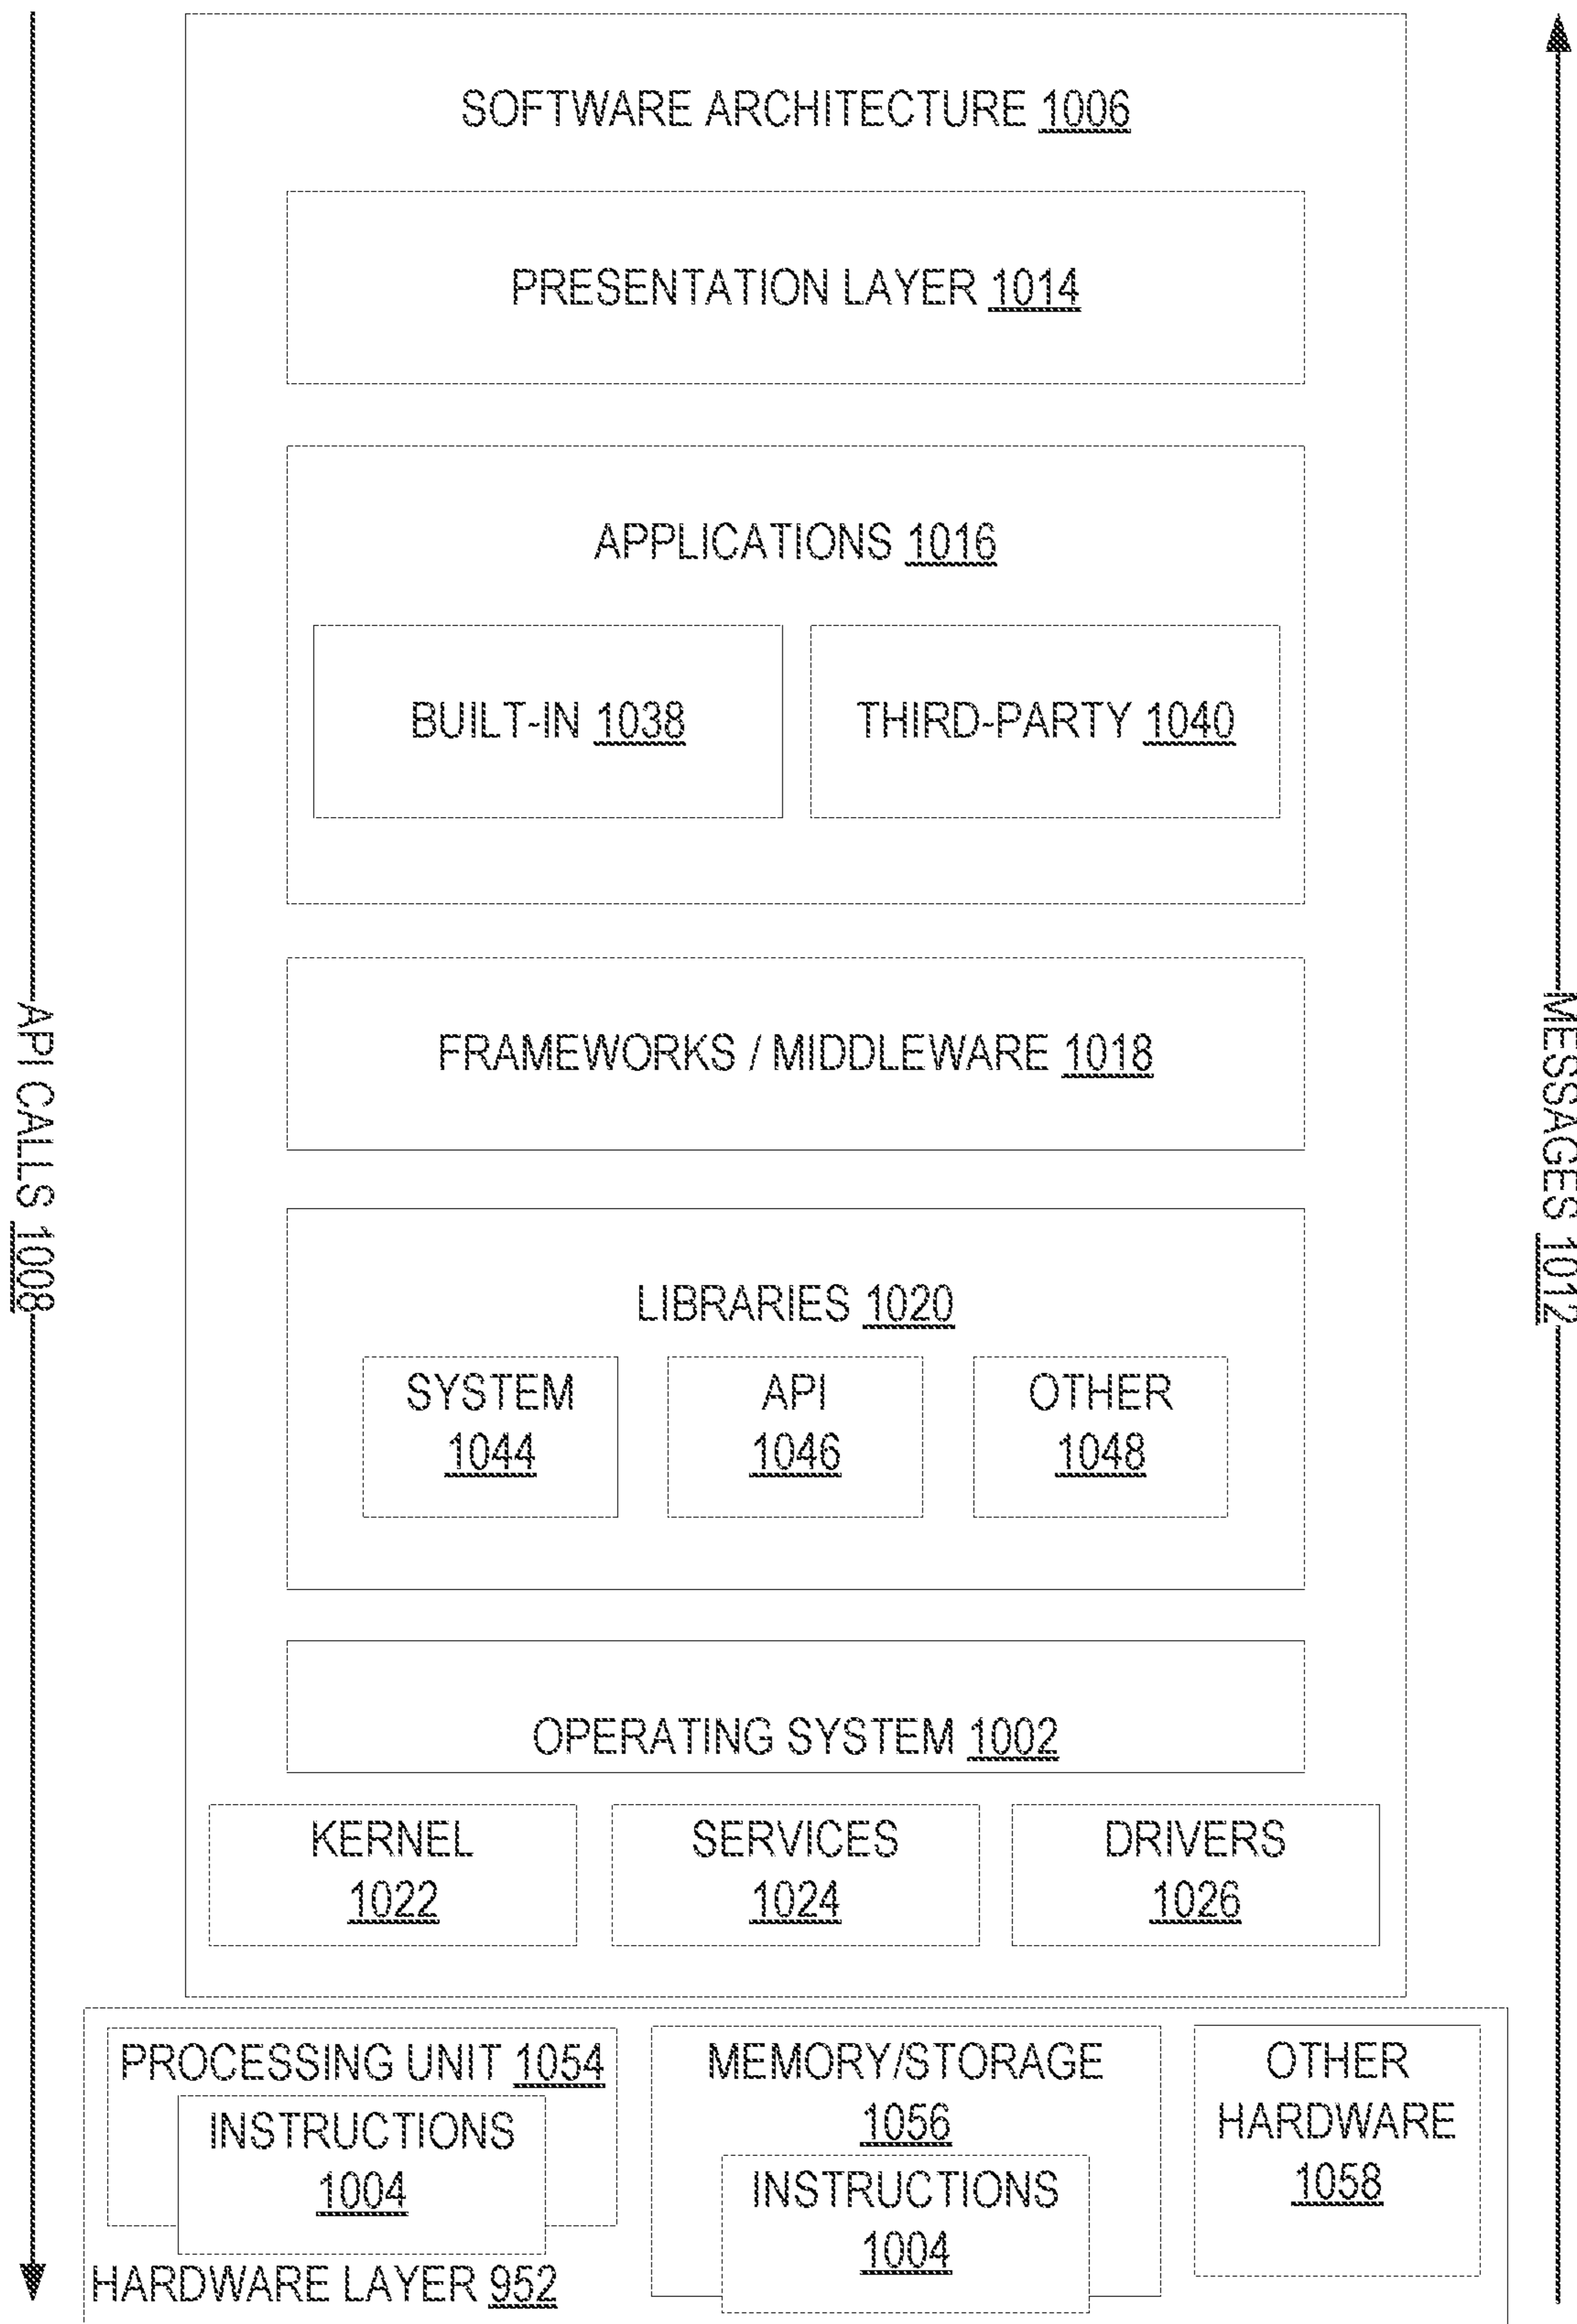 SOFTWARE ARCHITECTURE 1006
PRESENTATION LAYER 1014
APPLICATIONS 1016
BUILT-IN 1038
THIRD-PARTY 1040
FRAMEWORKS / MIDDLEWARE 1018
API CALLS 1008
MESSAGES 1012
LIBRARIES 1020
SYSTEM
1044
API
1046
OTHER
1048
OPERATING SYSTEM 1002
KERNEL
1022
SERVICES
1024
DRIVERS
1026
PROCESSING UNIT 1054
INSTRUCTIONS
1004
MEMORY/STORAGE
1056
INSTRUCTIONS
1004
OTHER
HARDWARE
1058
HARDWARE LAYER 952